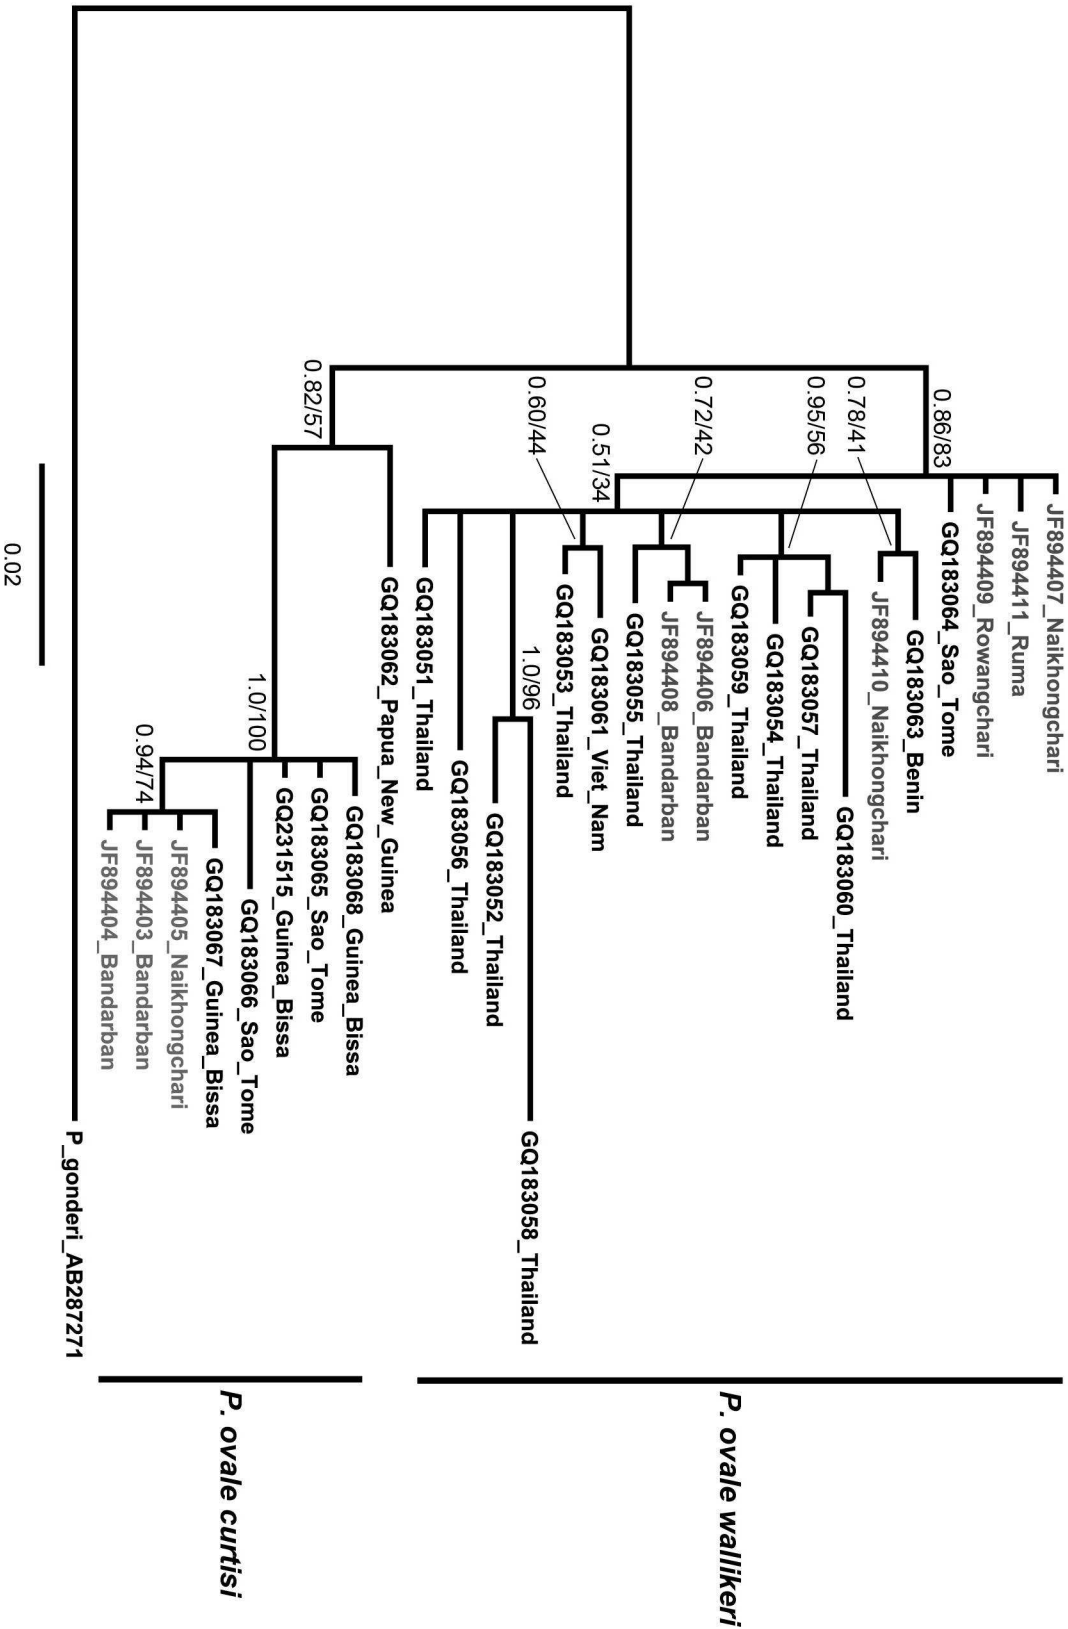 JF894407_Naikhongchari
JF894411_Ruma
JF894409_Rowangchari
GQ183064_Sao_Tome
0.86/83
GQ183063_Benin
JF894410_Naikhongchari
0.78/41
GQ183060_Thailand
GQ183057_Thailand
GQ183054_Thailand
GQ183059_Thailand
0.95/56
JF894406_Bandarban
JF894408_Bandarban
GQ183055_Thailand
0.72/42
0.51/34
GQ183061_Viet_Nam
GQ183053_Thailand
0.60/44
GQ183058_Thailand
1.0/96
GQ183052_Thailand
GQ183056_Thailand
GQ183051_Thailand
P. ovale wallikeri
GQ183062_Papua_New_Guinea
0.82/57
GQ183068_Guinea_Bissa
GQ183065_Sao_Tome
GQ231515_Guinea_Bissa
1.0/100
GQ183066_Sao_Tome
GQ183067_Guinea_Bissa
JF894405_Naikhongchari
0.94/74
JF894403_Bandarban
JF894404_Bandarban
P. ovale curtisi
P_gonderi_AB287271
0.02